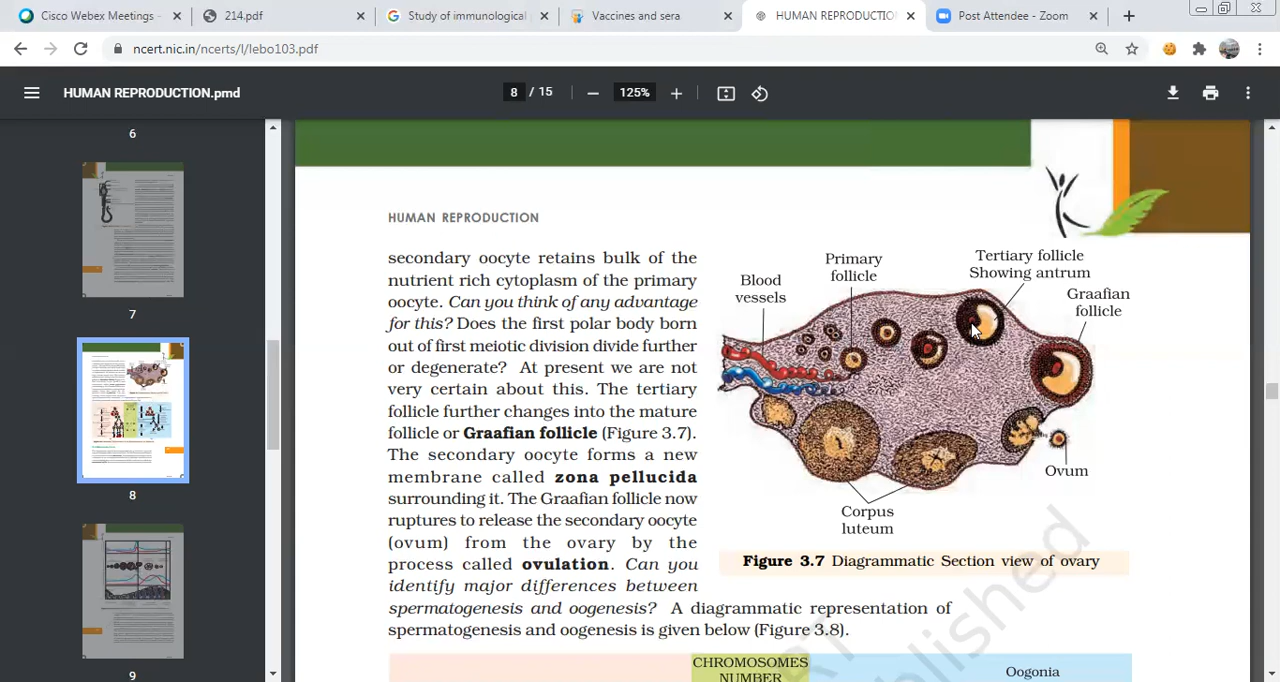 Cisco Webex Meetings -
214.pdf
Study of immunological
Vaccines and sera
HUMAN REPRODUCTIO
Post Attendee - Zoom
ncert.nic.in/ncerts/l/lebo103.pdf
HUMAN REPRODUCTION.pmd
8 / 15
125%
6
7
8
9
HUMAN REPRODUCTION
secondary oocyte retains bulk of the
nutrient rich cytoplasm of the primary
oocyte. Can you think of any advantage
for this? Does the first polar body born
out of first meiotic division divide further
or degenerate? At present we are not
very certain about this. The tertiary
follicle further changes into the mature
follicle or Graafian follicle (Figure 3.7).
The secondary oocyte forms a new
membrane called zona pellucida
surrounding it. The Graafian follicle now
ruptures to release the secondary oocyte
(ovum) from the ovary by the
process called ovulation. Can you
identify major differences between
spermatogenesis and oogenesis? A diagrammatic representation of
spermatogenesis and oogenesis is given below (Figure 3.8).
Blood
vessels
Primary
follicle
Tertiary follicle
Showing antrum
Graafian
follicle
Ovum
Corpus
luteum
Figure 3.7 Diagrammatic Section view of ovary
CHROMOSOMES
NUMBER
Oogonia